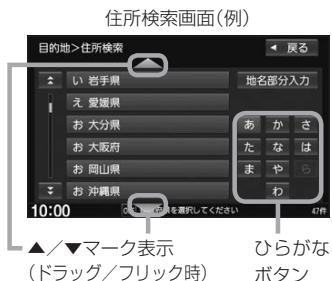 住所検索画面(例)
目的地>住所検索
◀ 戻る
い 岩手県
地名部分入力
え 愛媛県
お 大分県
あ か さ
お 大阪府
た な は
お 岡山県
ま や ら
お 沖縄県
わ
10:00
県を選択してください
47件
▲/▼マーク表示
(ドラッグ/フリック時)
ひらがな
ボタン